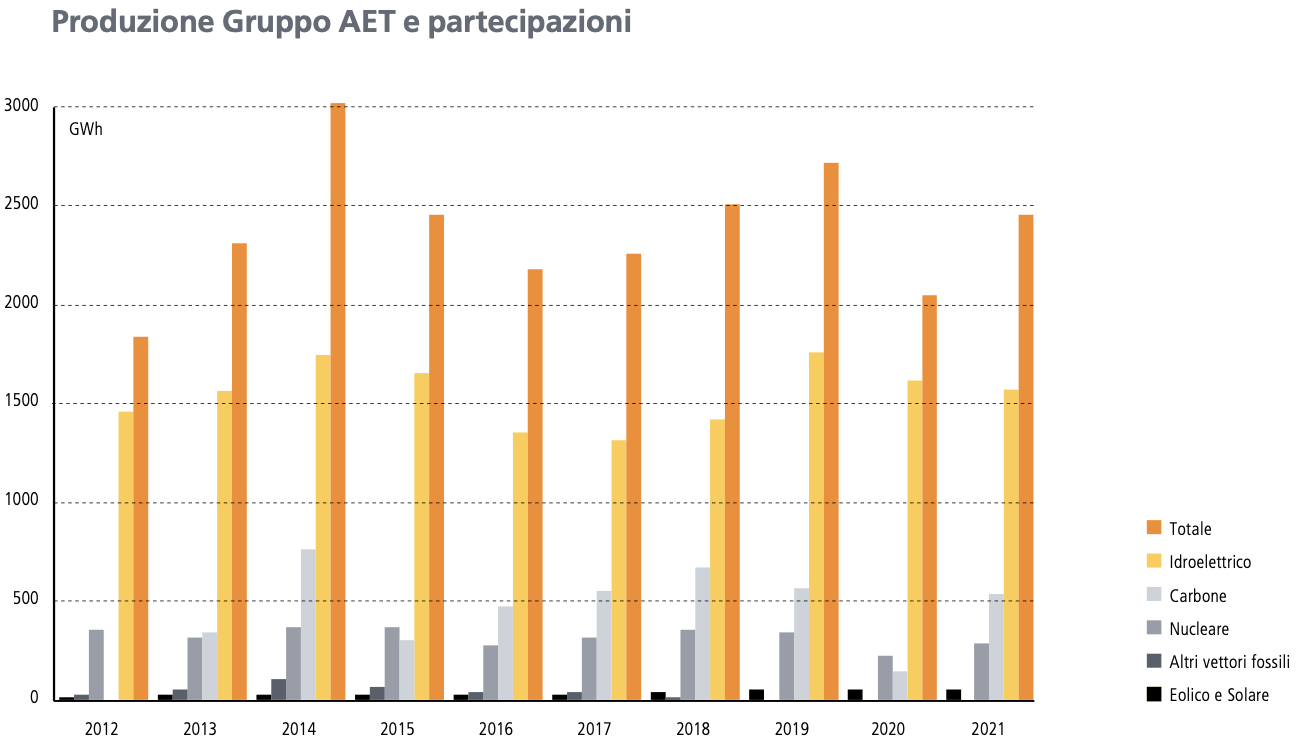 Produzione Gruppo AET e partecipazioni
3000
GWh
2500
2000
1500
1000
500
0
2012 2013 2014 2015 2016 2017 2018 2019 2020 2021
Totale
Idroelettrico
Carbone
Nucleare
Altri vettori fossili
Eolico e Solare